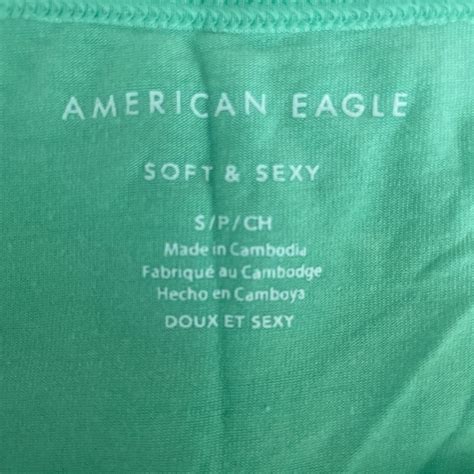 AMERICAN EAGLE
SOFT & SEXY
S/P/CH
Made in Cambodia
Fabriqué au Cambodge
Hecho en Camboya
DOUX ET SEXY